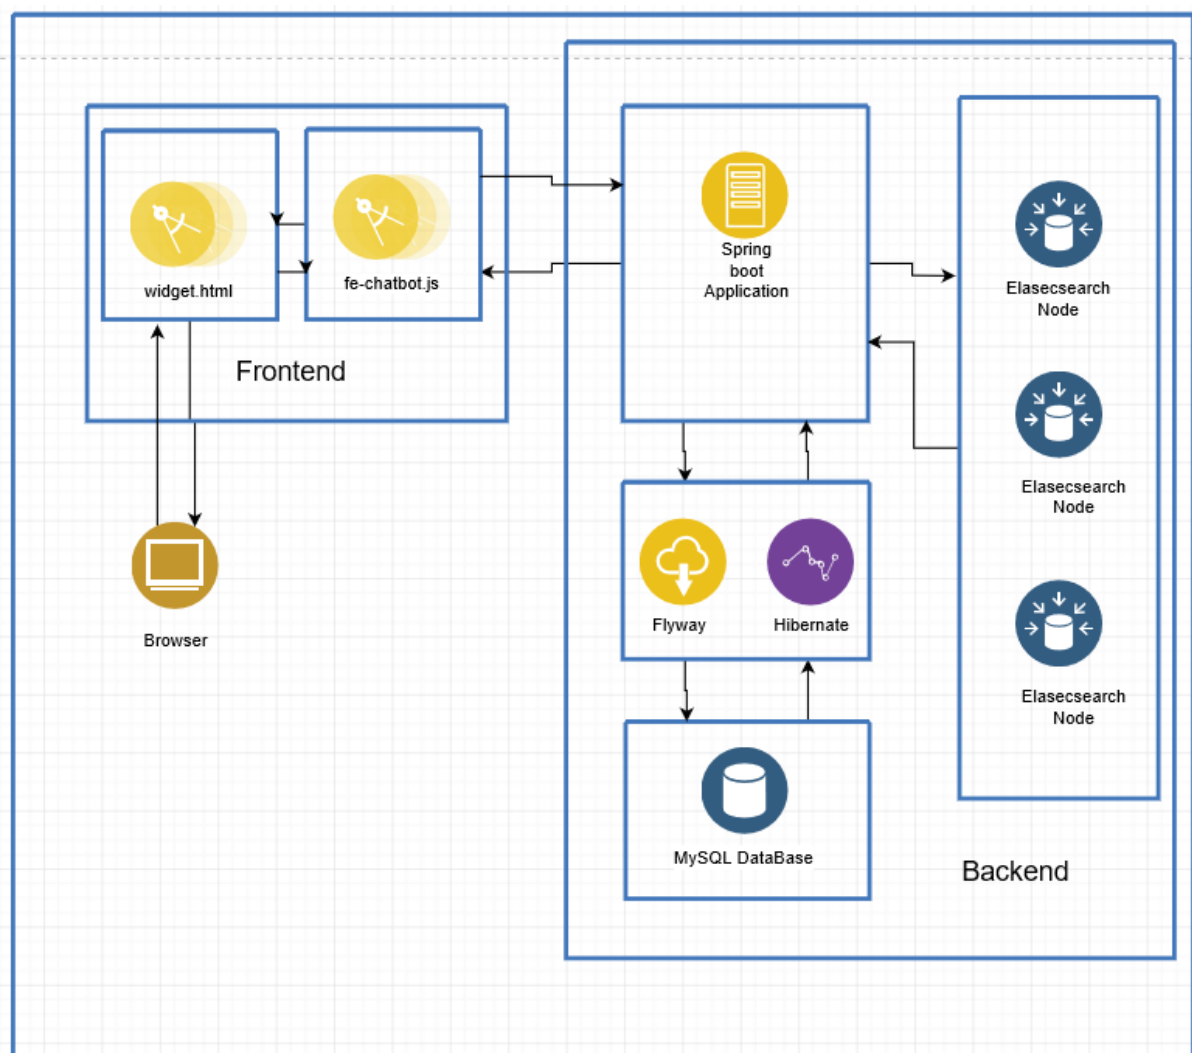 widget.html
fe-chatbot.js
Frontend
Browser
Spring
boot
Application
Flyway
Hibernate
MySQL DataBase
Elasecsearch
Node
Elasecsearch
Node
Elasecsearch
Node
Backend